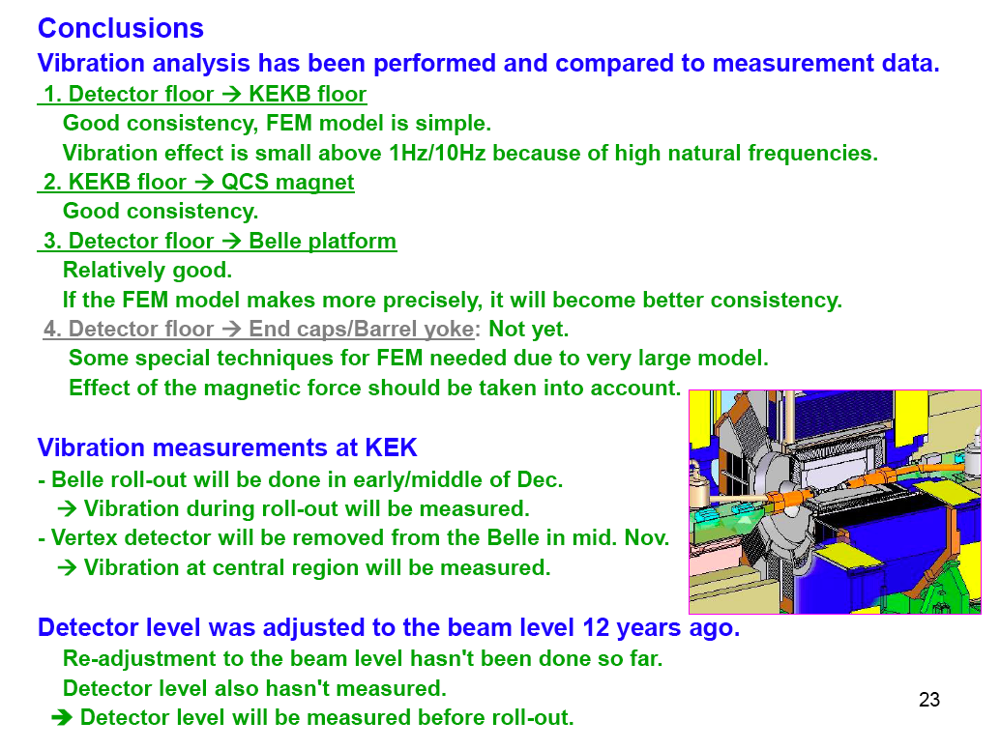 Conclusions
Vibration analysis has been performed and compared to measurement data.
1. Detector floor → KEKB floor
Good consistency, FEM model is simple.
Vibration effect is small above 1Hz/10Hz because of high natural frequencies.
2. KEKB floor → QCS magnet
Good consistency.
3. Detector floor → Belle platform
Relatively good.
If the FEM model makes more precisely, it will become better consistency.
4. Detector floor → End caps/Barrel yoke: Not yet.
Some special techniques for FEM needed due to very large model.
Effect of the magnetic force should be taken into account.
Vibration measurements at KEK
- Belle roll-out will be done in early/middle of Dec.
→ Vibration during roll-out will be measured.
- Vertex detector will be removed from the Belle in mid. Nov.
→ Vibration at central region will be measured.
Detector level was adjusted to the beam level 12 years ago.
Re-adjustment to the beam level hasn't been done so far.
Detector level also hasn't measured.
➔ Detector level will be measured before roll-out.
23